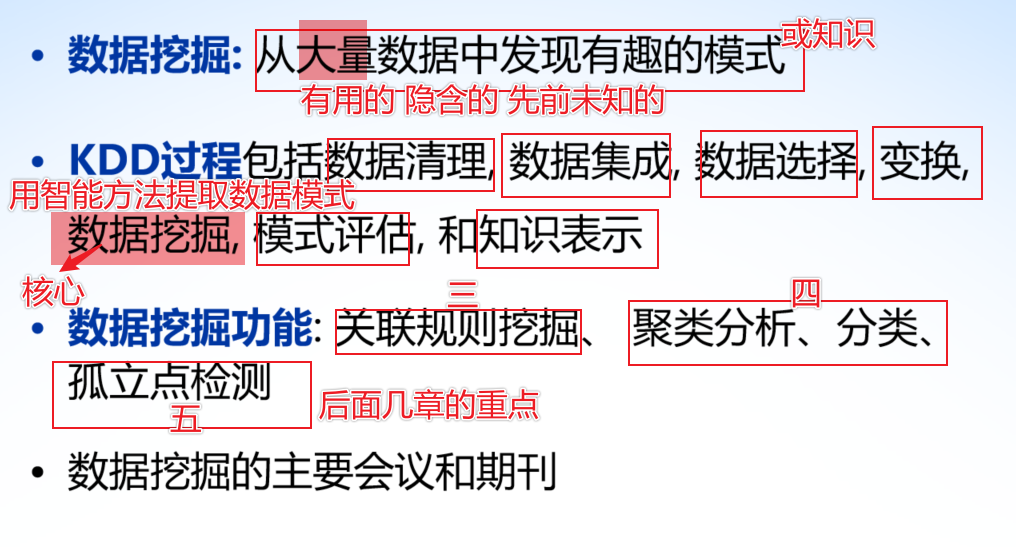 • 数据挖掘: 从大量数据中发现有趣的模式 或知识
有用的 隐含的 先前未知的
• KDD过程包括数据清理, 数据集成, 数据选择, 变换,
用智能方法提取数据模式
数据挖掘, 模式评估, 和知识表示
核心
三 四
• 数据挖掘功能: 关联规则挖掘、 聚类分析、分类、
孤立点检测
五 后面几章的重点
• 数据挖掘的主要会议和期刊